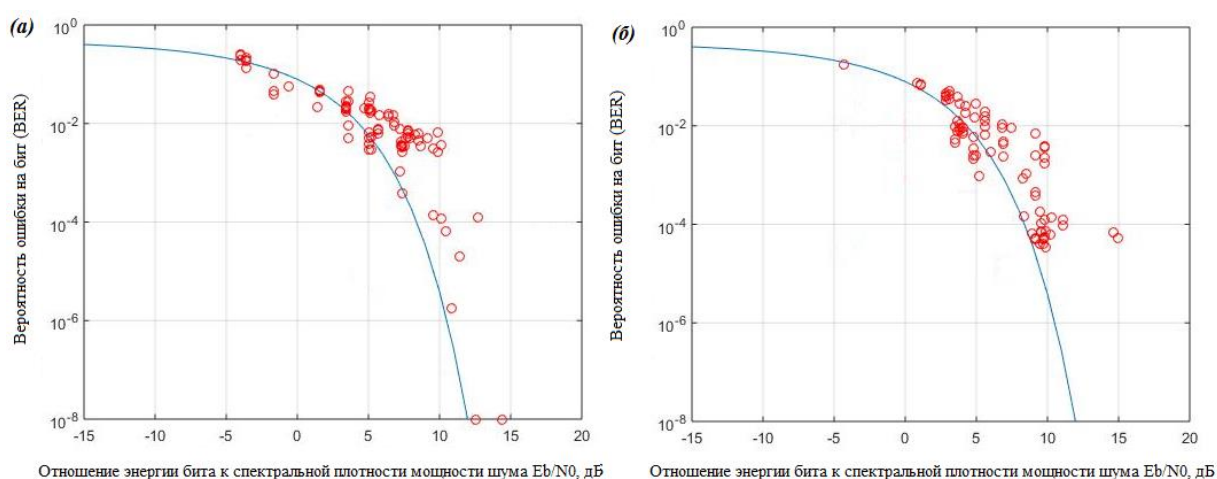 (а)
Вероятность ошибки на бит (BER)
10^0
10^-2
10^-4
10^-6
10^-8
-15 -10 -5 0 5 10 15 20
Отношение энергии бита к спектральной плотности мощности шума Eb/N0, дБ
(б)
Вероятность ошибки на бит (BER)
10^0
10^-2
10^-4
10^-6
10^-8
-15 -10 -5 0 5 10 15 20
Отношение энергии бита к спектральной плотности мощности шума Eb/N0, дБ